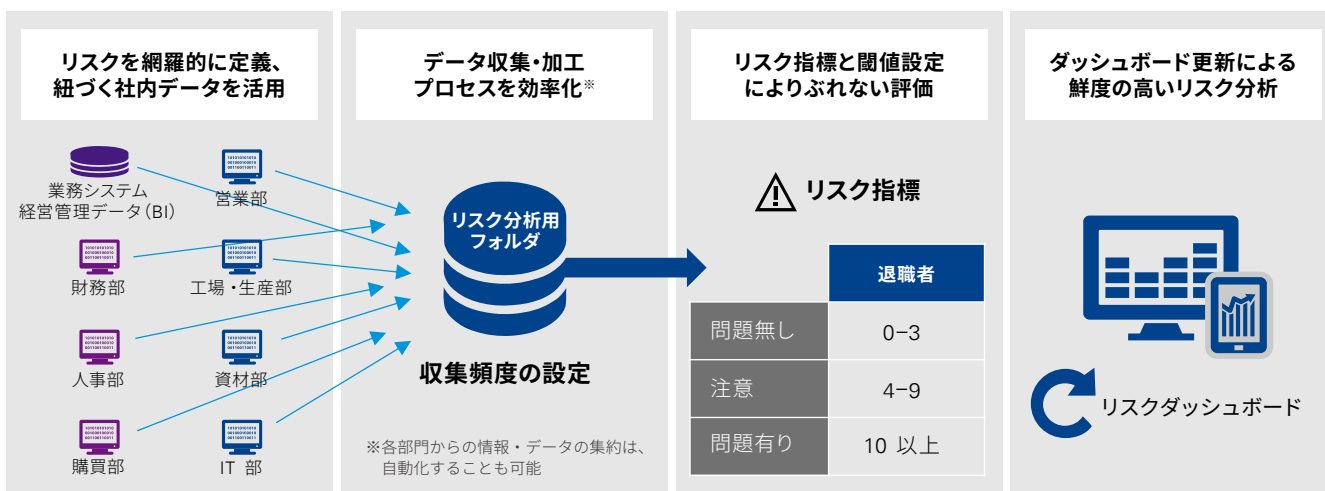 リスクを網羅的に定義、
紐づく社内データを活用
業務システム
経営管理データ(BI)
営業部
財務部
工場・生産部
人事部
資材部
購買部
IT 部
データ収集・加工
プロセスを効率化※
リスク分析用
フォルダ
収集頻度の設定
※各部門からの情報・データの集約は、
自動化することも可能
リスク指標と閾値設定
によりぶれない評価
リスク指標
退職者
問題無し 0−3
注意 4−9
問題有り 10 以上
ダッシュボード更新による
鮮度の高いリスク分析
リスクダッシュボード